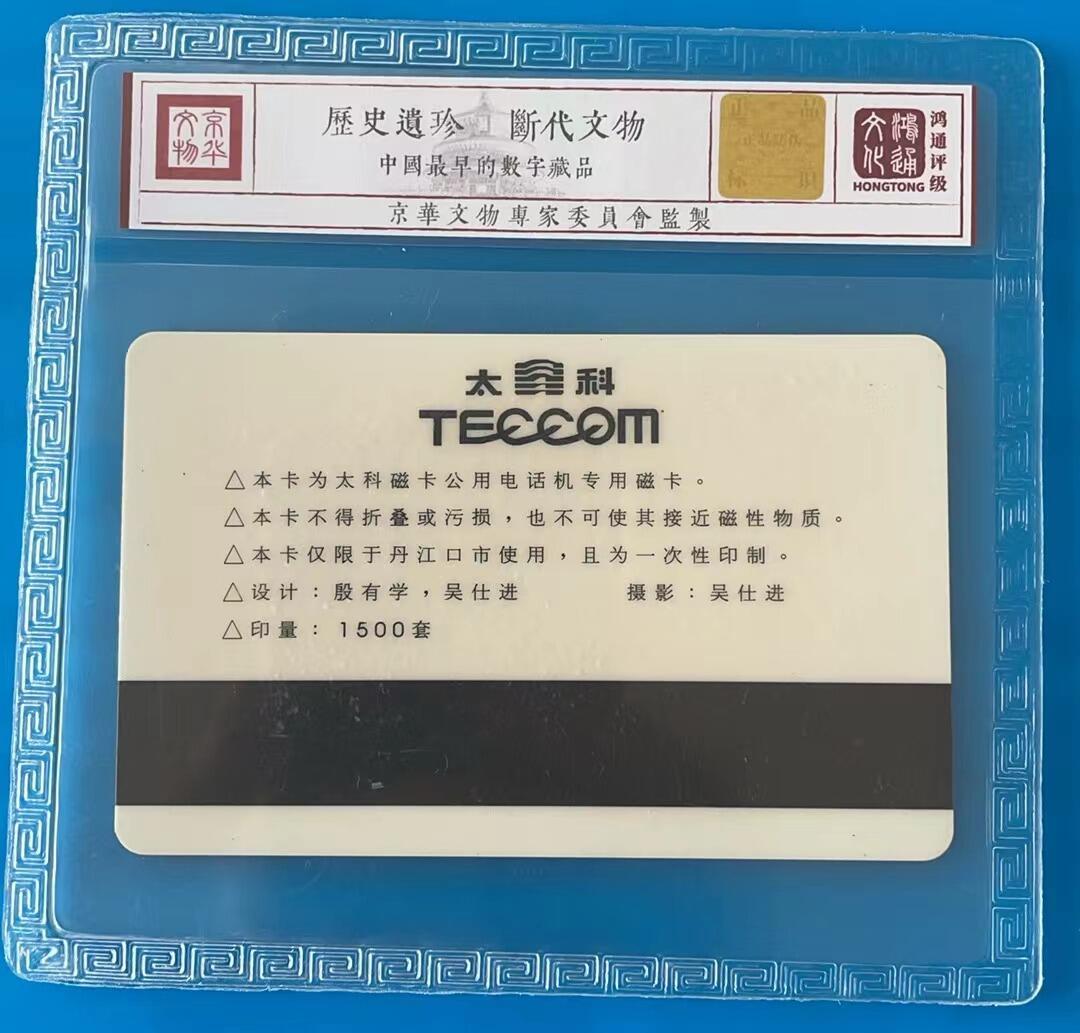 京华文物
歷史遺珍 斷代文物
中國最早的數字藏品
京華文物專家委員會監製
正品
标识
鸿通文化
HONGTONG
鸿通评级
太科
TECCOM
△本卡为太科磁卡公用电话机专用磁卡。
△本卡不得折叠或污损，也不可使其接近磁性物质。
△本卡仅限于丹江口市使用，且为一次性印制。
△设计：殷有学，吴仕进 摄影：吴仕进
△印量：1500套